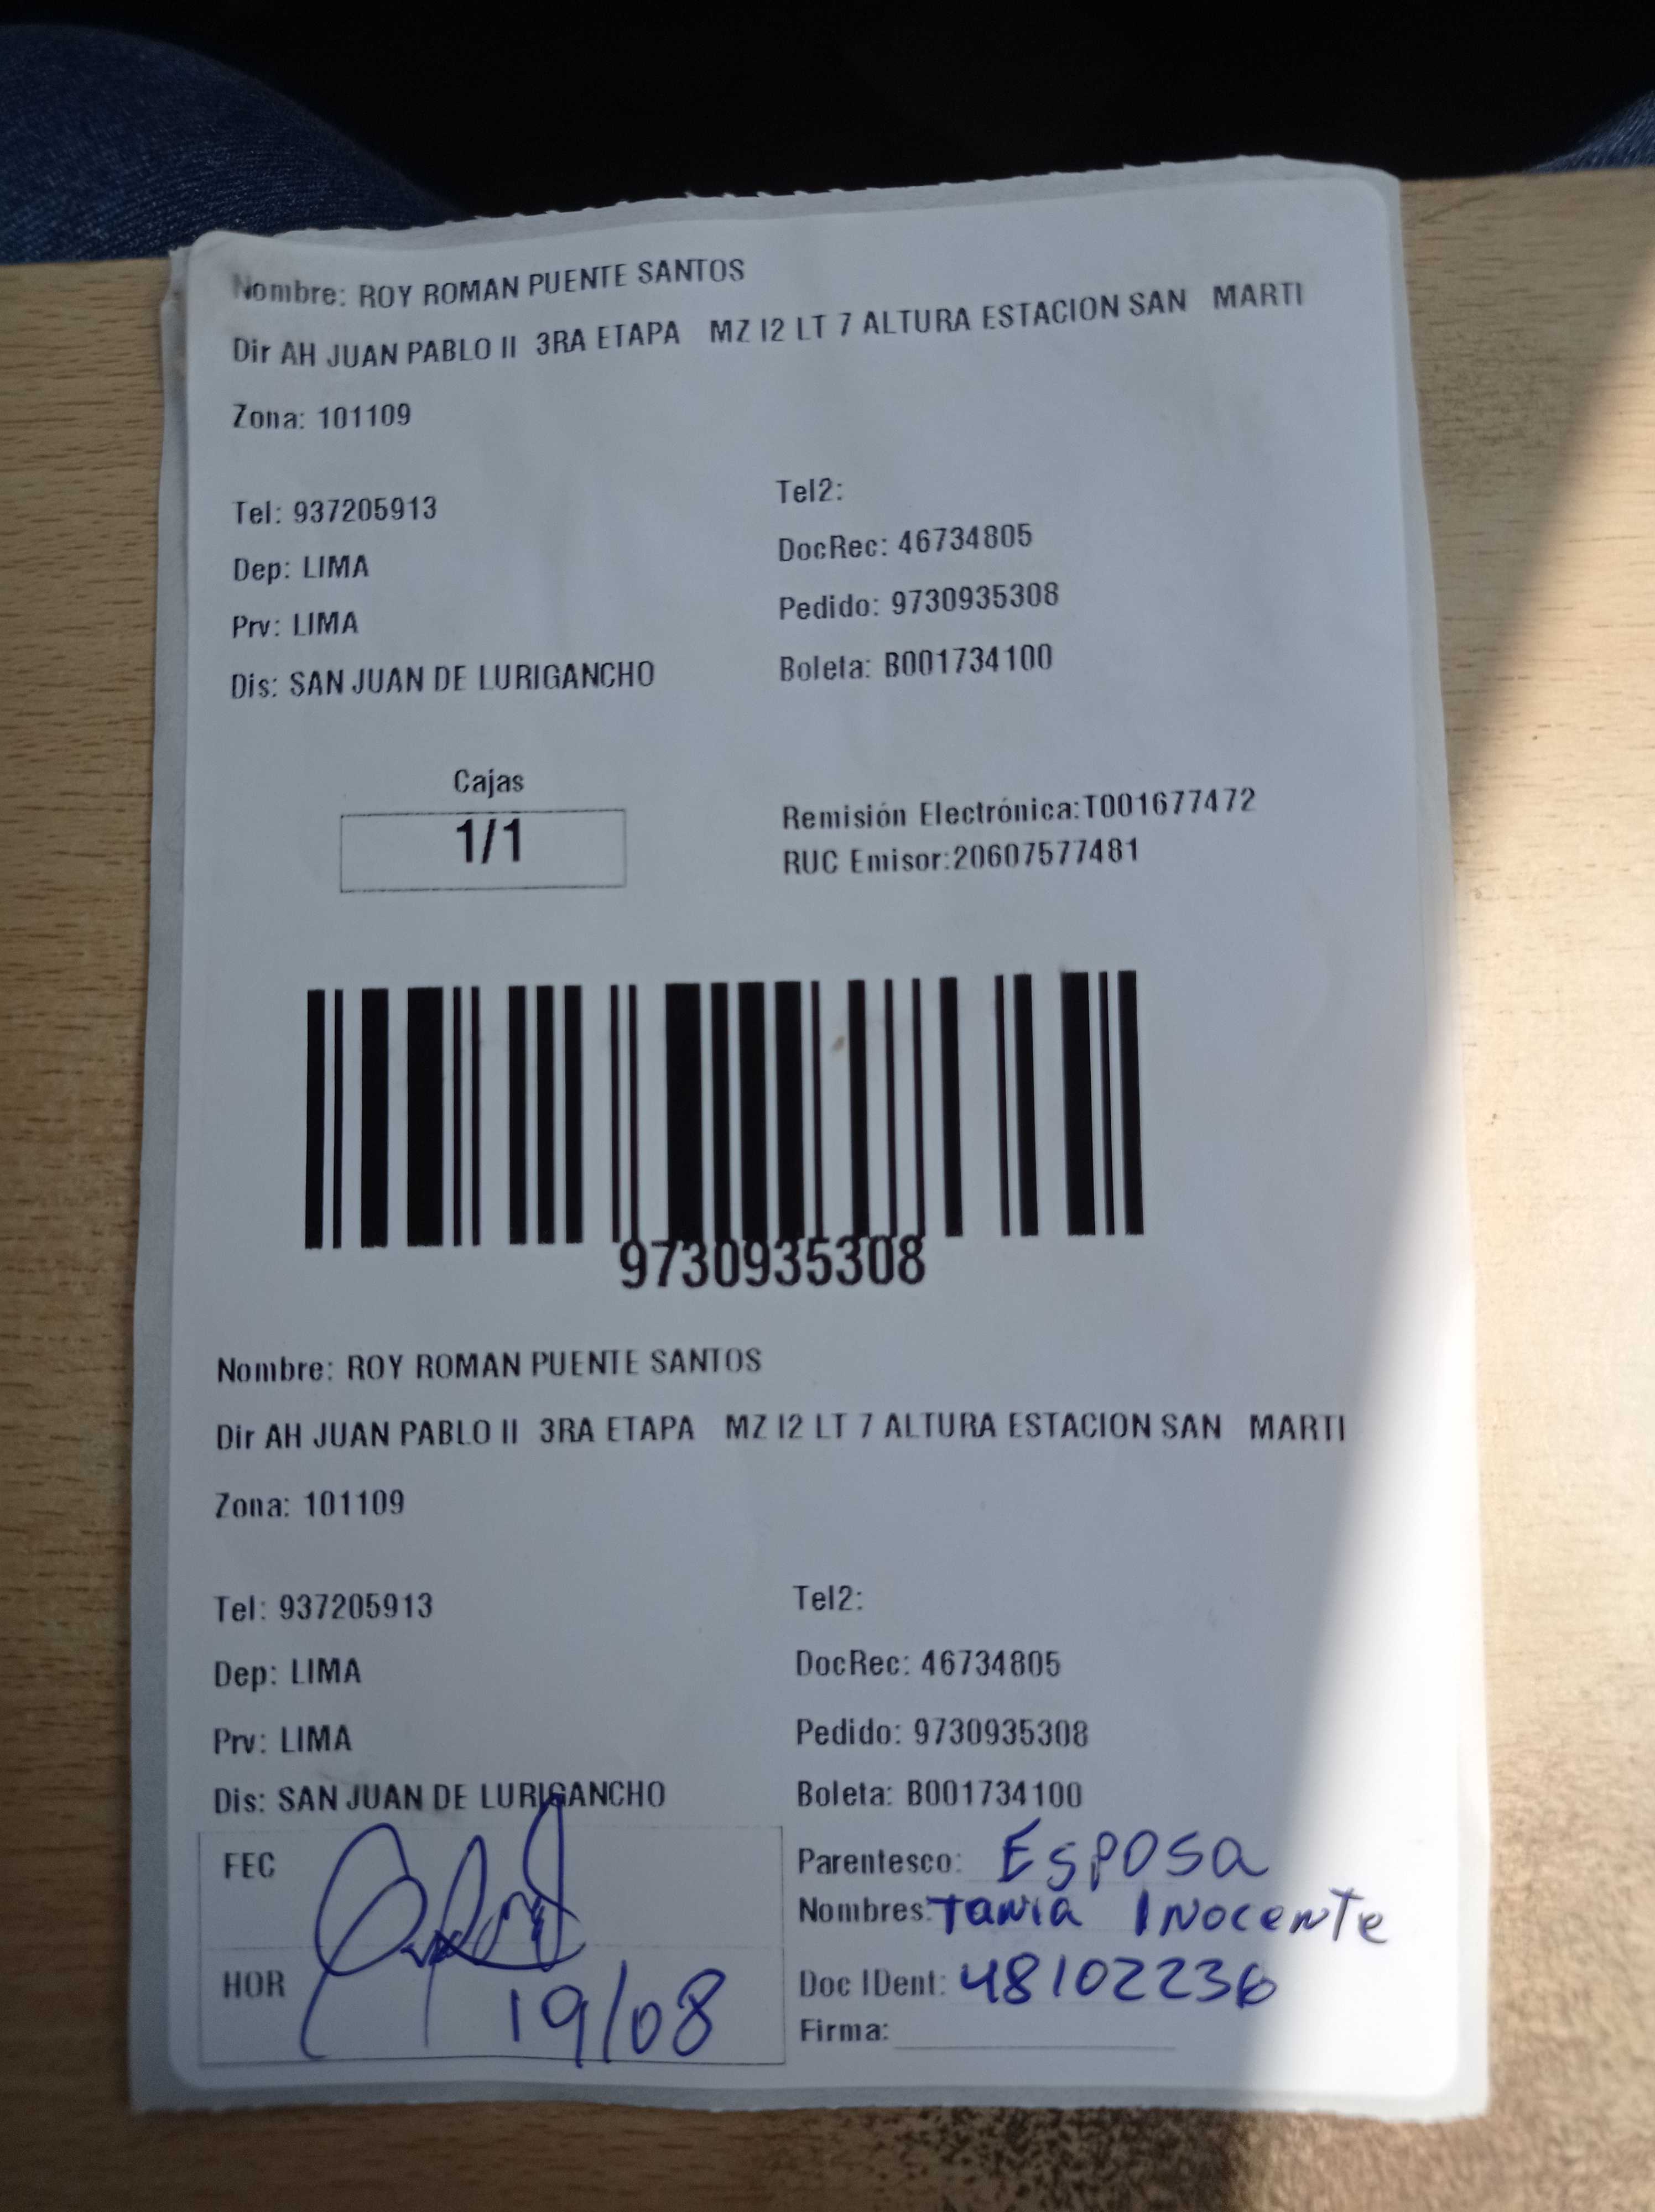 Nombre: ROY ROMAN PUENTE SANTOS
Dir AH JUAN PABLO II 3RA ETAPA MZ I2 LT 7 ALTURA ESTACION SAN MARTI
Zona: 101109
Tel: 937205913
Tel2:
Dep: LIMA
DocRec: 46734805
Prv: LIMA
Pedido: 9730935308
Dis: SAN JUAN DE LURIGANCHO
Boleta: B001734100
Cajas
1/1
Remisión Electrónica:T001677472
RUC Emisor:20607577481
9730935308
Nombre: ROY ROMAN PUENTE SANTOS
Dir AH JUAN PABLO II 3RA ETAPA MZ I2 LT 7 ALTURA ESTACION SAN MARTI
Zona: 101109
Tel: 937205913
Tel2:
Dep: LIMA
DocRec: 46734805
Prv: LIMA
Pedido: 9730935308
Dis: SAN JUAN DE LURIGANCHO
Boleta: B001734100
FEC
Parentesco: Esposa
Nombres: Tania Inocente
HOR
19/08
Doc IDent: 48102236
Firma: